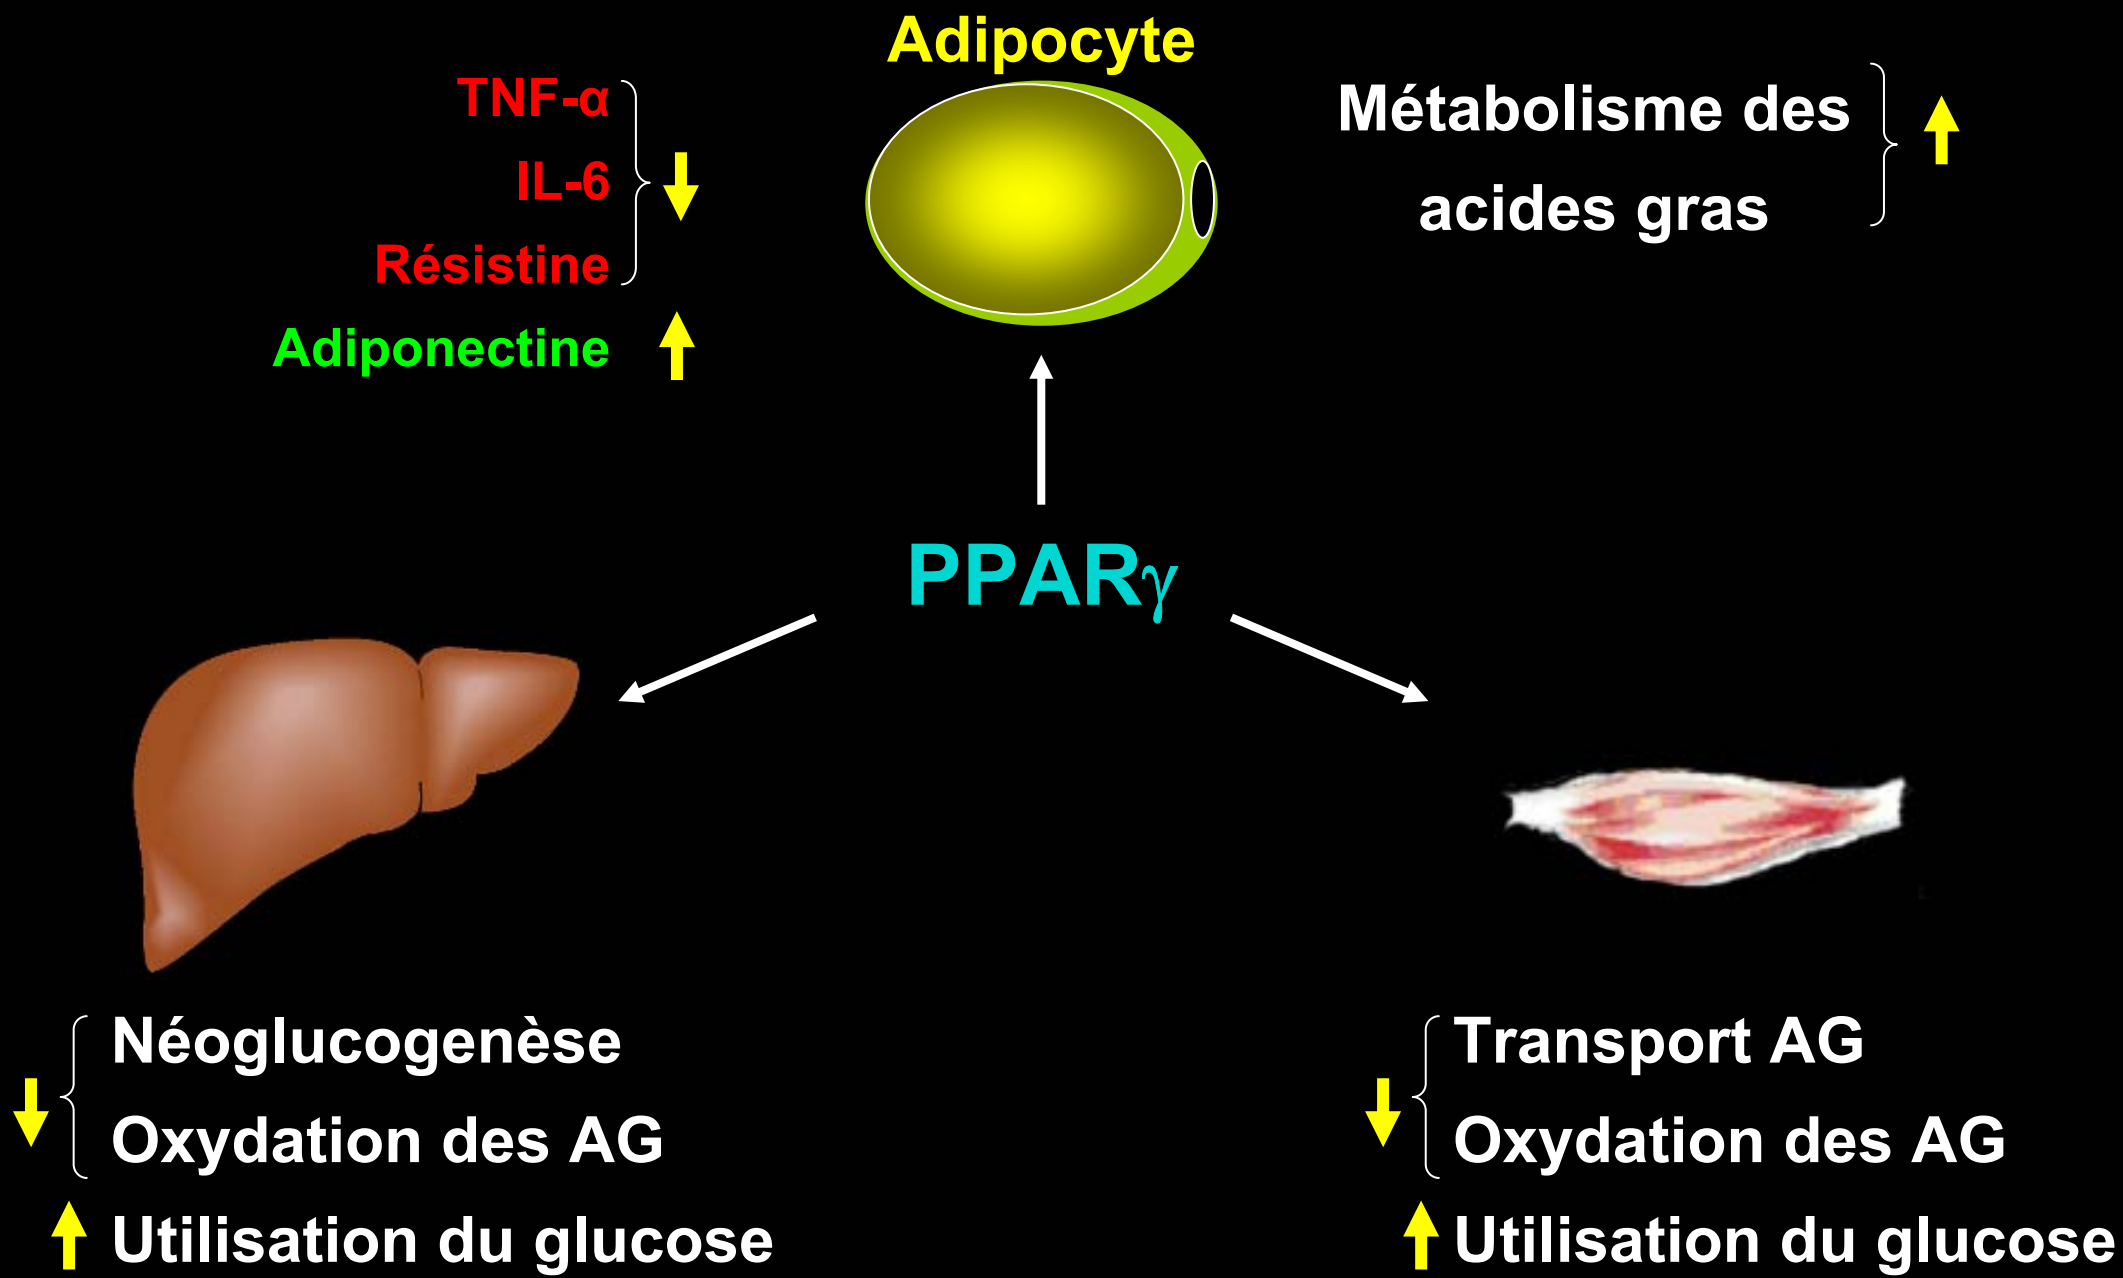 Adipocyte
TNF-α
IL-6
Résistine
Adiponectine
Métabolisme des
acides gras
PPARγ
Néoglucogenèse
Oxydation des AG
Utilisation du glucose
Transport AG
Oxydation des AG
Utilisation du glucose